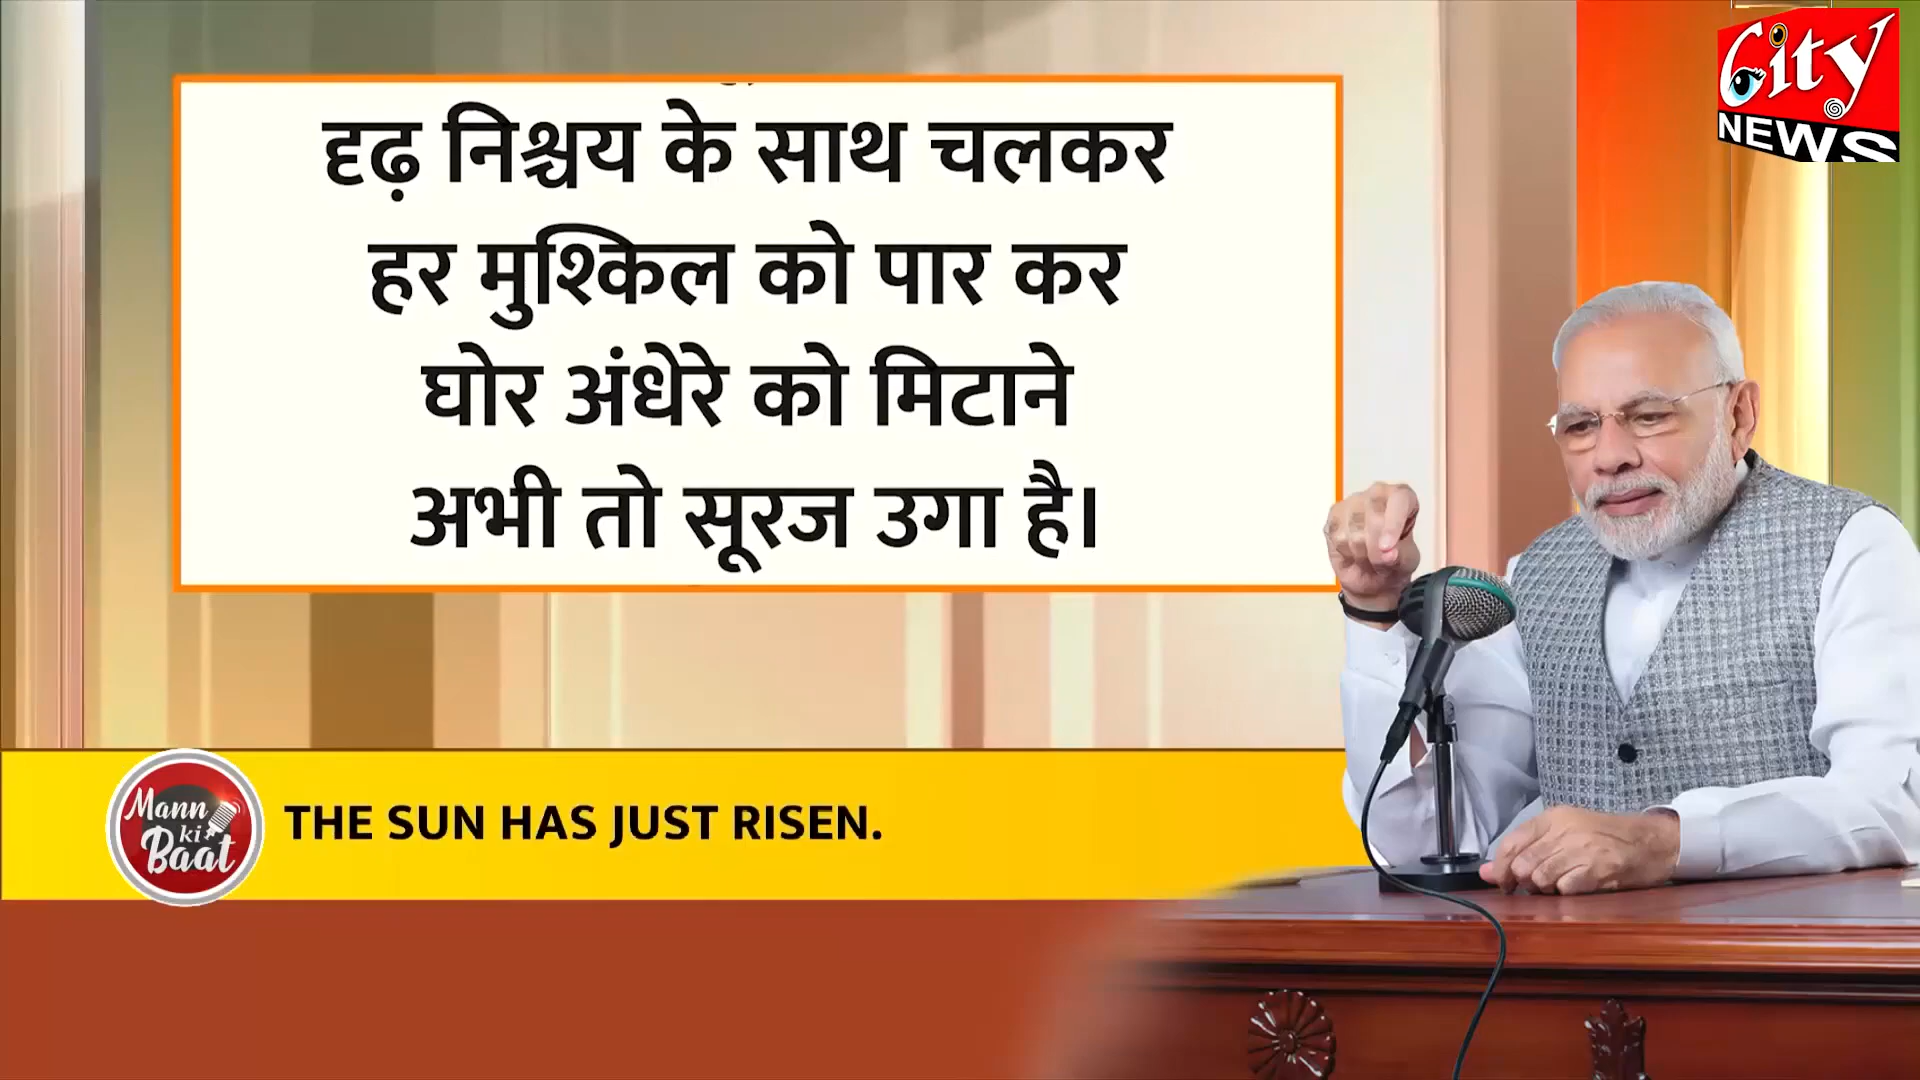 City
NEWS
दृढ़ निश्चय के साथ चलकर
हर मुश्किल को पार कर
घोर अंधेरे को मिटाने
अभी तो सूरज उगा है।
Mann
ki
Baat
THE SUN HAS JUST RISEN.